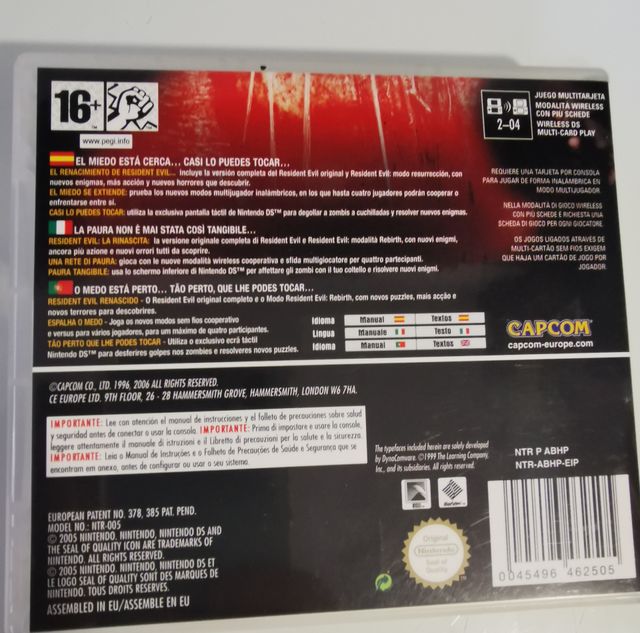 16+
www.pegi.info
JUEGO MULTITARJETA
MODALITÀ WIRELESS
CON PIÙ SCHEDE
WIRELESS DS
MULTI-CARD PLAY
2-04
EL MIEDO ESTÁ CERCA... CASI LO PUEDES TOCAR...
EL RENACIMIENTO DE RESIDENT EVIL... Incluye la versión completa del Resident Evil original y Resident Evil: modo resurrección, con
nuevos enigmas, más acción y nuevos horrores que descubrir.
EL MIEDO SE EXTIENDE: prueba los nuevos modos multijugador inalámbricos, en los que hasta cuatro jugadores podrán cooperar o
enfrentarse entre sí.
CASI LO PUEDES TOCAR: utiliza la exclusiva pantalla táctil de Nintendo DS™ para degollar a zombis a cuchilladas y resolver nuevos enigmas.
REQUIERE UNA TARJETA POR CONSOLA
PARA JUGAR DE FORMA INALÁMBRICA EN
MODO MULTIJUGADOR
LA PAURA NON È MAI STATA COSÌ TANGIBILE...
RESIDENT EVIL: LA RINASCITA: la versione originale completa di Resident Evil e Resident Evil: modalità Rebirth, con nuovi enigmi,
ancora più azione e nuovi orrori tutti da scoprire.
UNA RETE DI PAURA: gioca con le nuove modalità wireless cooperativa e sfida multigiocatore per quattro partecipanti.
PAURA TANGIBILE: usa lo schermo inferiore di Nintendo DS™ per affettare gli zombi con il tuo coltello e risolvere nuovi enigmi.
NELLA MODALITÀ DI GIOCO WIRELESS
CON PIÙ SCHEDE È RICHIESTA UNA
SCHEDA DI GIOCO PER OGNI GIOCATORE.
O MEDO ESTÁ PERTO... TÃO PERTO, QUE LHE PODES TOCAR...
RESIDENT EVIL RENASCIDO - O Resident Evil original completo e o Modo Resident Evil: Rebirth, com novos puzzles, mais acção e
novos terrores para descobrires.
ESPALHA O MEDO - Joga os novos modos sem fios cooperativo
e versus para vários jogadores, para um máximo de quatro participantes.
TÃO PERTO QUE LHE PODES TOCAR - Utiliza o exclusivo ecrã táctil
Nintendo DS™ para desferires golpes nos zombies e resolveres novos puzzles.
OS JOGOS LIGADOS ATRAVÉS DE
MULTI-CARTÃO SEM FIOS EXIGEM
QUE HAJA UM CARTÃO DE JOGO POR
JOGADOR.
Idioma Manual Textos
Lingua Manuale Testo
Idioma Manual Textos
CAPCOM
capcom-europe.com
©CAPCOM CO., LTD. 1996, 2006 ALL RIGHTS RESERVED.
CE EUROPE LTD. 9TH FLOOR, 26 - 28 HAMMERSMITH GROVE, HAMMERSMITH, LONDON W6 7HA.
IMPORTANTE: Lee con atención el manual de instrucciones y el folleto de precauciones sobre salud
y seguridad antes de conectar o usar la consola. IMPORTANTE: Prima di impostare e usare la console,
leggere attentamente il manuale di istruzioni e il Libretto di precauzioni per la salute e la sicurezza.
IMPORTANTE: Leia o Manual de Instruções e o Folheto de Precauções de Saúde e Segurança que se
encontram em anexo, antes de configurar ou usar o seu sistema.
The typefaces included herein are solely developed
by DynaComware. ©1999 The Learning Company,
Inc., and its subsidiaries. All rights reserved.
NTR P ABHP
NTR-ABHP-EIP
EUROPEAN PATENT NO. 378, 385 PAT. PEND.
MODEL NO.: NTR-005
© 2005 NINTENDO, NINTENDO, NINTENDO DS AND
THE SEAL OF QUALITY ICON ARE TRADEMARKS OF
NINTENDO. ALL RIGHTS RESERVED.
© 2005 NINTENDO, NINTENDO, NINTENDO DS ET
LE LOGO SEAL OF QUALITY SONT DES MARQUES DE
NINTENDO. TOUS DROITS RESERVES.
ASSEMBLED IN EU/ASSEMBLE EN EU
Original
Nintendo
Seal of
Quality
0045496 462505